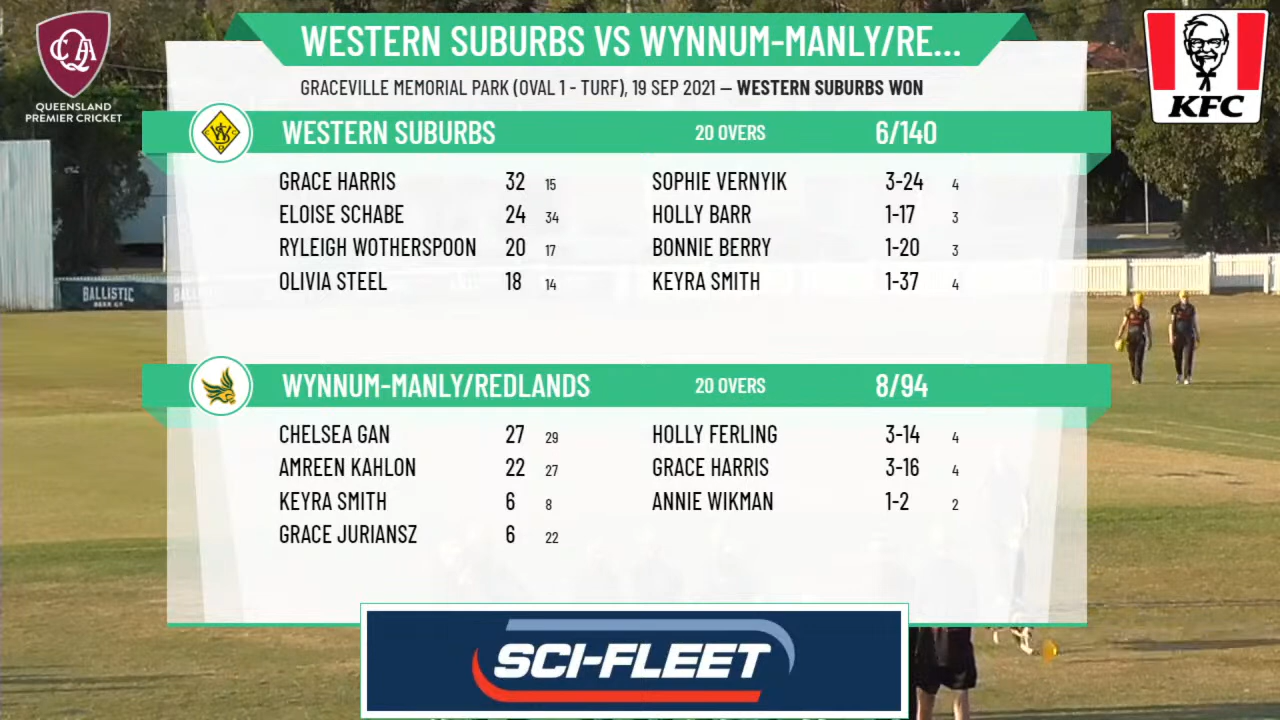 WESTERN SUBURBS VS WYNNUM-MANLY/RE...
GRACEVILLE MEMORIAL PARK (OVAL 1 - TURF), 19 SEP 2021 – WESTERN SUBURBS WON
CQA
QUEENSLAND
PREMIER CRICKET
KFC
WESTERN SUBURBS 20 OVERS 6/140
GRACE HARRIS 32 15 SOPHIE VERNYIK 3-24 4
ELOISE SCHABE 24 34 HOLLY BARR 1-17 3
RYLEIGH WOTHERSPOON 20 17 BONNIE BERRY 1-20 3
OLIVIA STEEL 18 14 KEYRA SMITH 1-37 4
BALLISTIC
BEER CO.
WYNNUM-MANLY/REDLANDS 20 OVERS 8/94
CHELSEA GAN 27 29 HOLLY FERLING 3-14 4
AMREEN KAHLON 22 27 GRACE HARRIS 3-16 4
KEYRA SMITH 6 8 ANNIE WIKMAN 1-2 2
GRACE JURIANSZ 6 22
SCI-FLEET